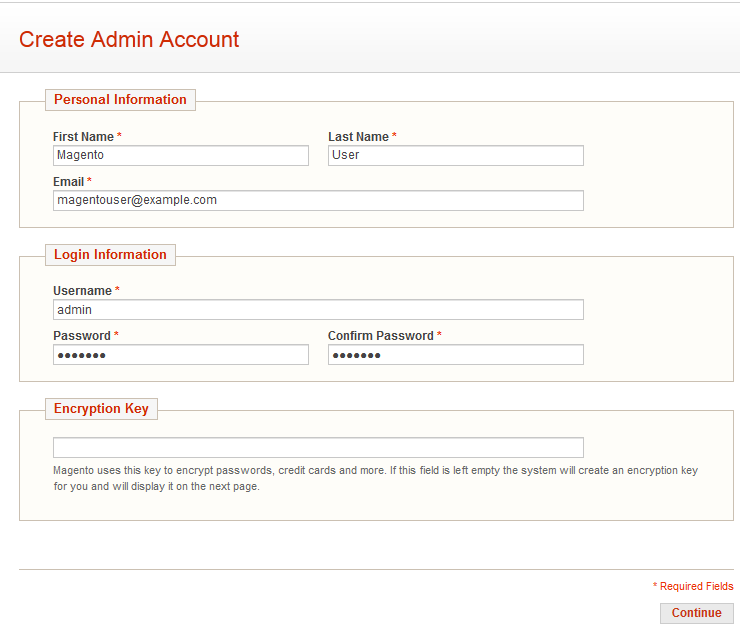 Create Admin Account
Personal Information
First Name *
Last Name *
Magento
User
Email *
magentouser@example.com
Login Information
Username *
admin
Password *
Confirm Password *
•••••••
•••••••
Encryption Key
Magento uses this key to encrypt passwords, credit cards and more. If this field is left empty the system will create an encryption key
for you and will display it on the next page.
* Required Fields
Continue